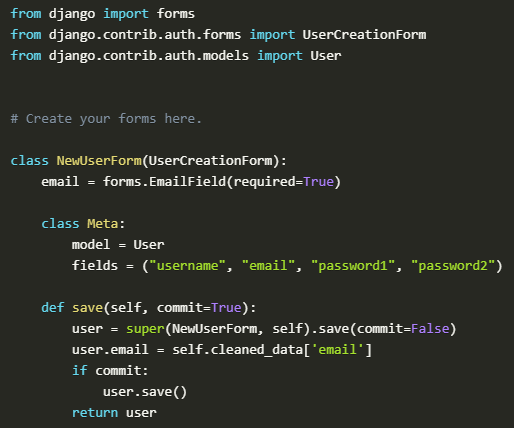 from django import forms
from django.contrib.auth.forms import UserCreationForm
from django.contrib.auth.models import User


# Create your forms here.

class NewUserForm(UserCreationForm):
    email = forms.EmailField(required=True)

    class Meta:
        model = User
        fields = ("username", "email", "password1", "password2")

    def save(self, commit=True):
        user = super(NewUserForm, self).save(commit=False)
        user.email = self.cleaned_data['email']
        if commit:
            user.save()
        return user